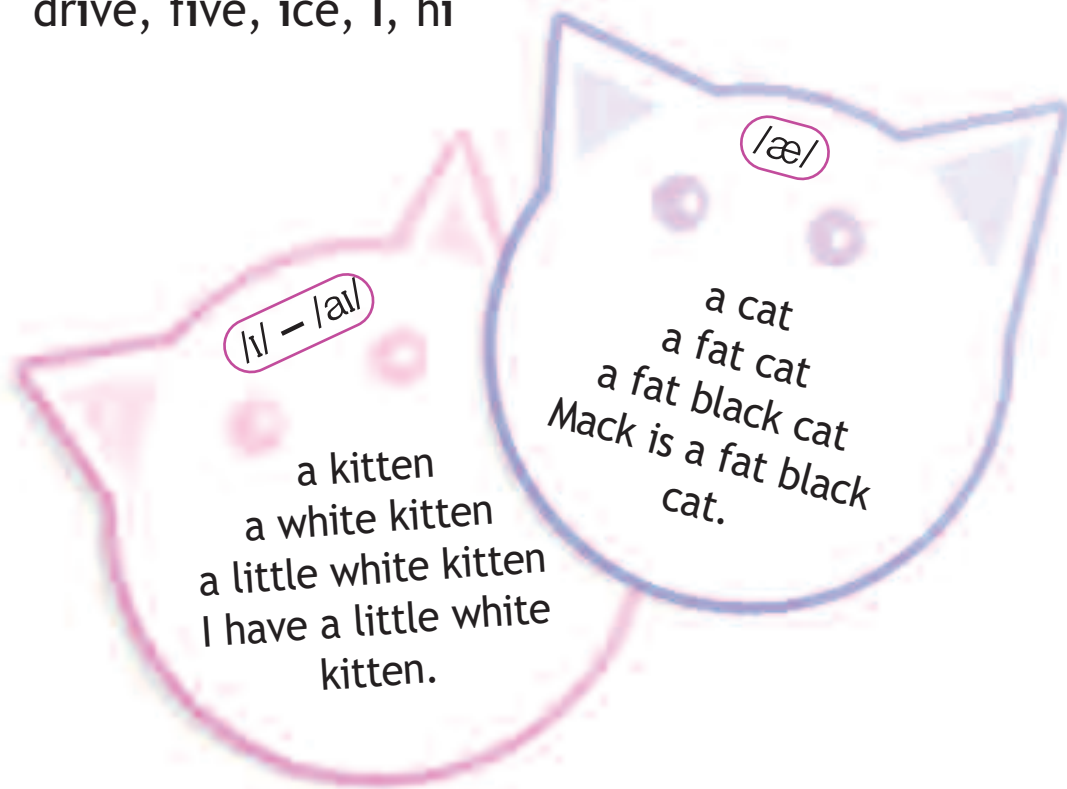 drive, five, ice, I, hi
/æ/
a cat
a fat cat
a fat black cat
Mack is a fat black
cat.
/ɪ/ – /aɪ/
a kitten
a white kitten
a little white kitten
I have a little white
kitten.